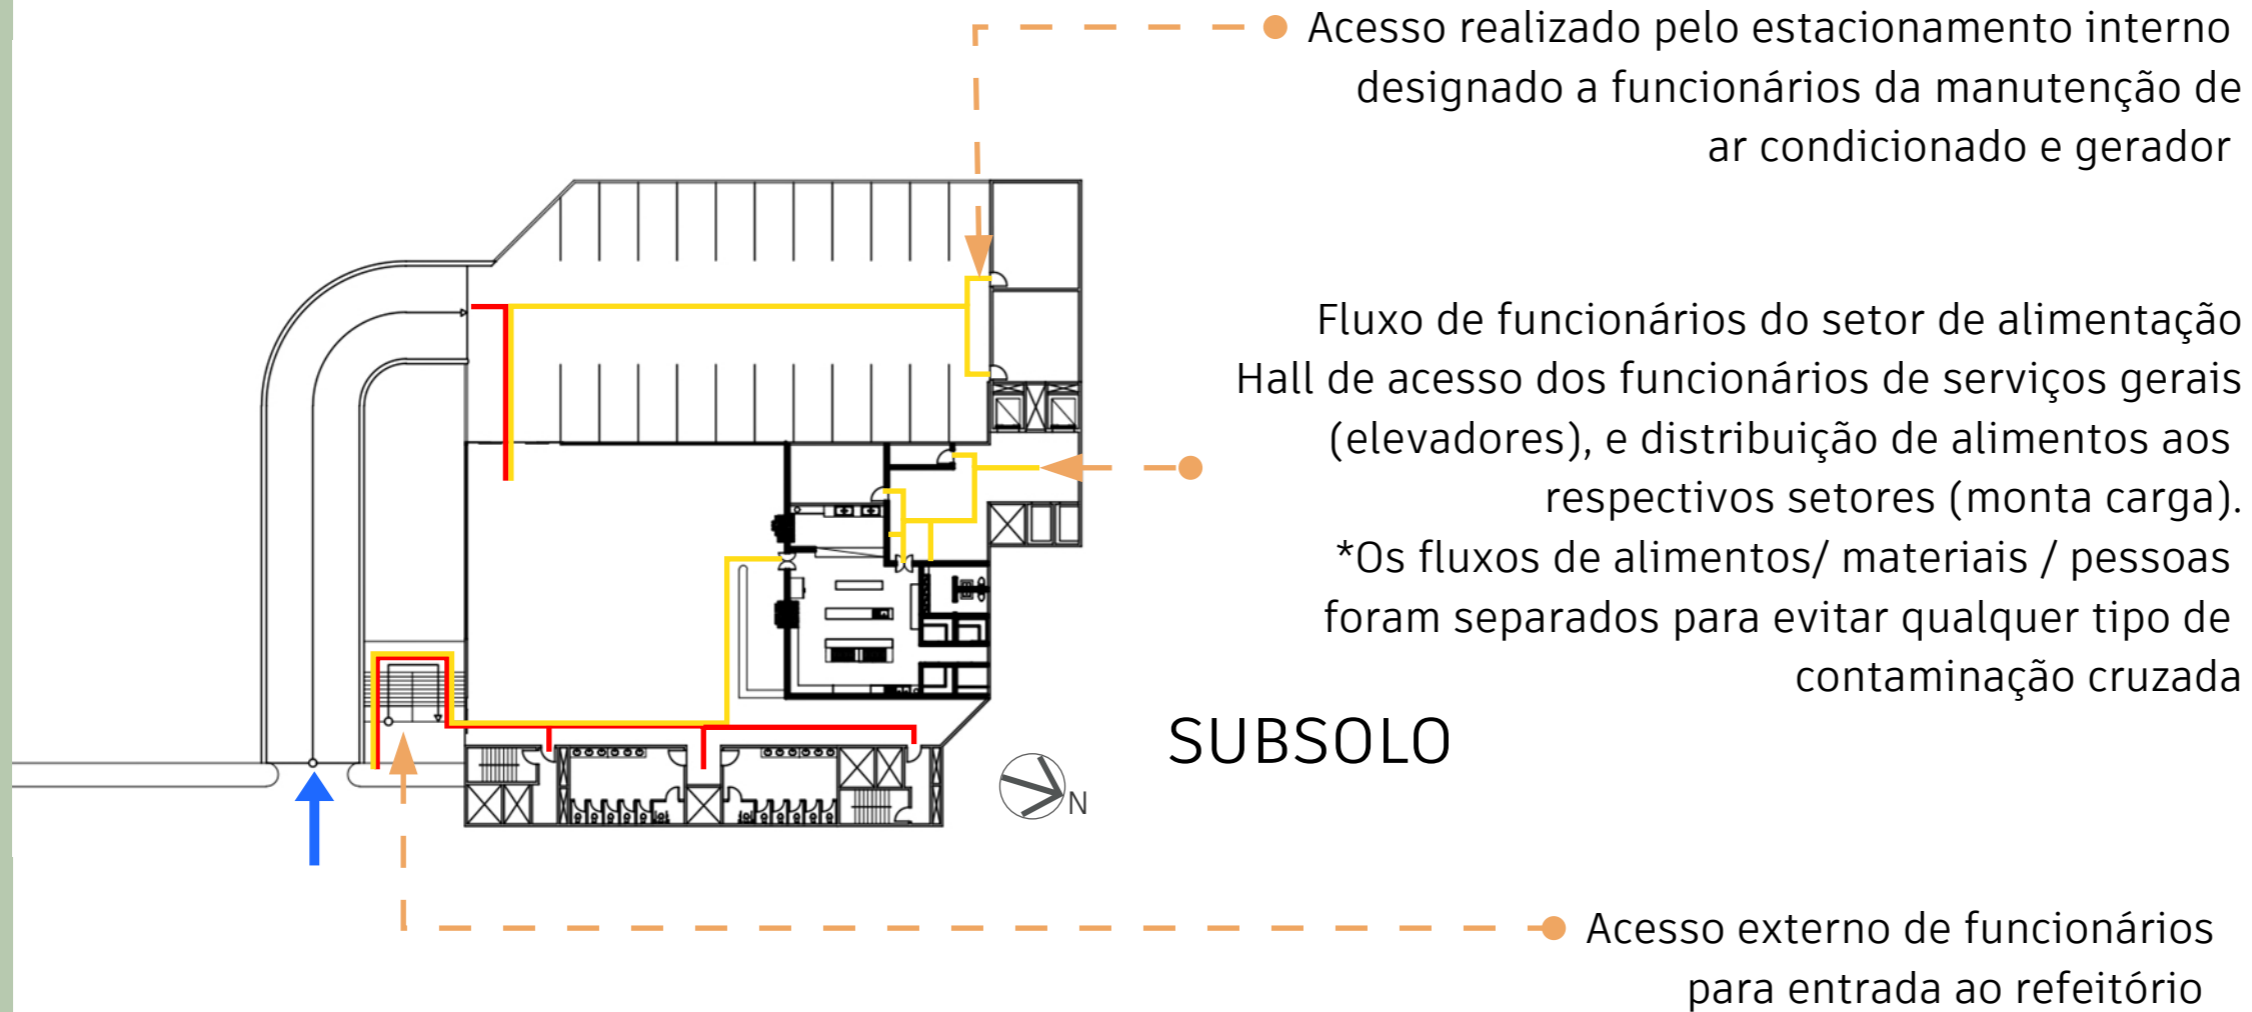 Acesso realizado pelo estacionamento interno
designado a funcionários da manutenção de
ar condicionado e gerador
Fluxo de funcionários do setor de alimentação
Hall de acesso dos funcionários de serviços gerais
(elevadores), e distribuição de alimentos aos
respectivos setores (monta carga).
*Os fluxos de alimentos/ materiais / pessoas
foram separados para evitar qualquer tipo de
contaminação cruzada
SUBSOLO
N
Acesso externo de funcionários
para entrada ao refeitório